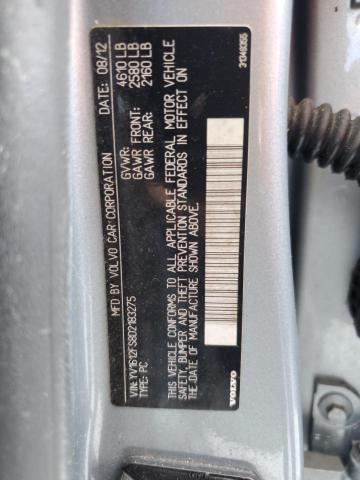 MFD BY VOLVO CAR CORPORATION DATE: 08/12
GVWR: 4610 LB
GAWR FRONT: 2580 LB
GAWR REAR: 2160 LB
VIN: YV1612FS8D2183275
TYPE: PC
THIS VEHICLE CONFORMS TO ALL APPLICABLE FEDERAL MOTOR VEHICLE
SAFETY, BUMPER AND THEFT PREVENTION STANDARDS IN EFFECT ON
THE DATE OF MANUFACTURE SHOWN ABOVE.
VOLVO
31048055